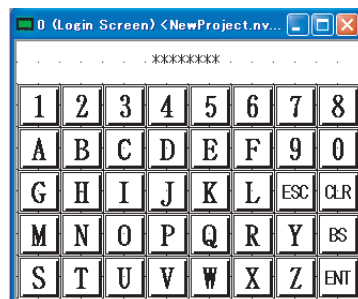 0 (Login Screen) <NewProject.nv...
********
1 2 3 4 5 6 7 8
A B C D E F 9 0
G H I J K L ESC CLR
M N O P Q R Y BS
S T U V W X Z ENT